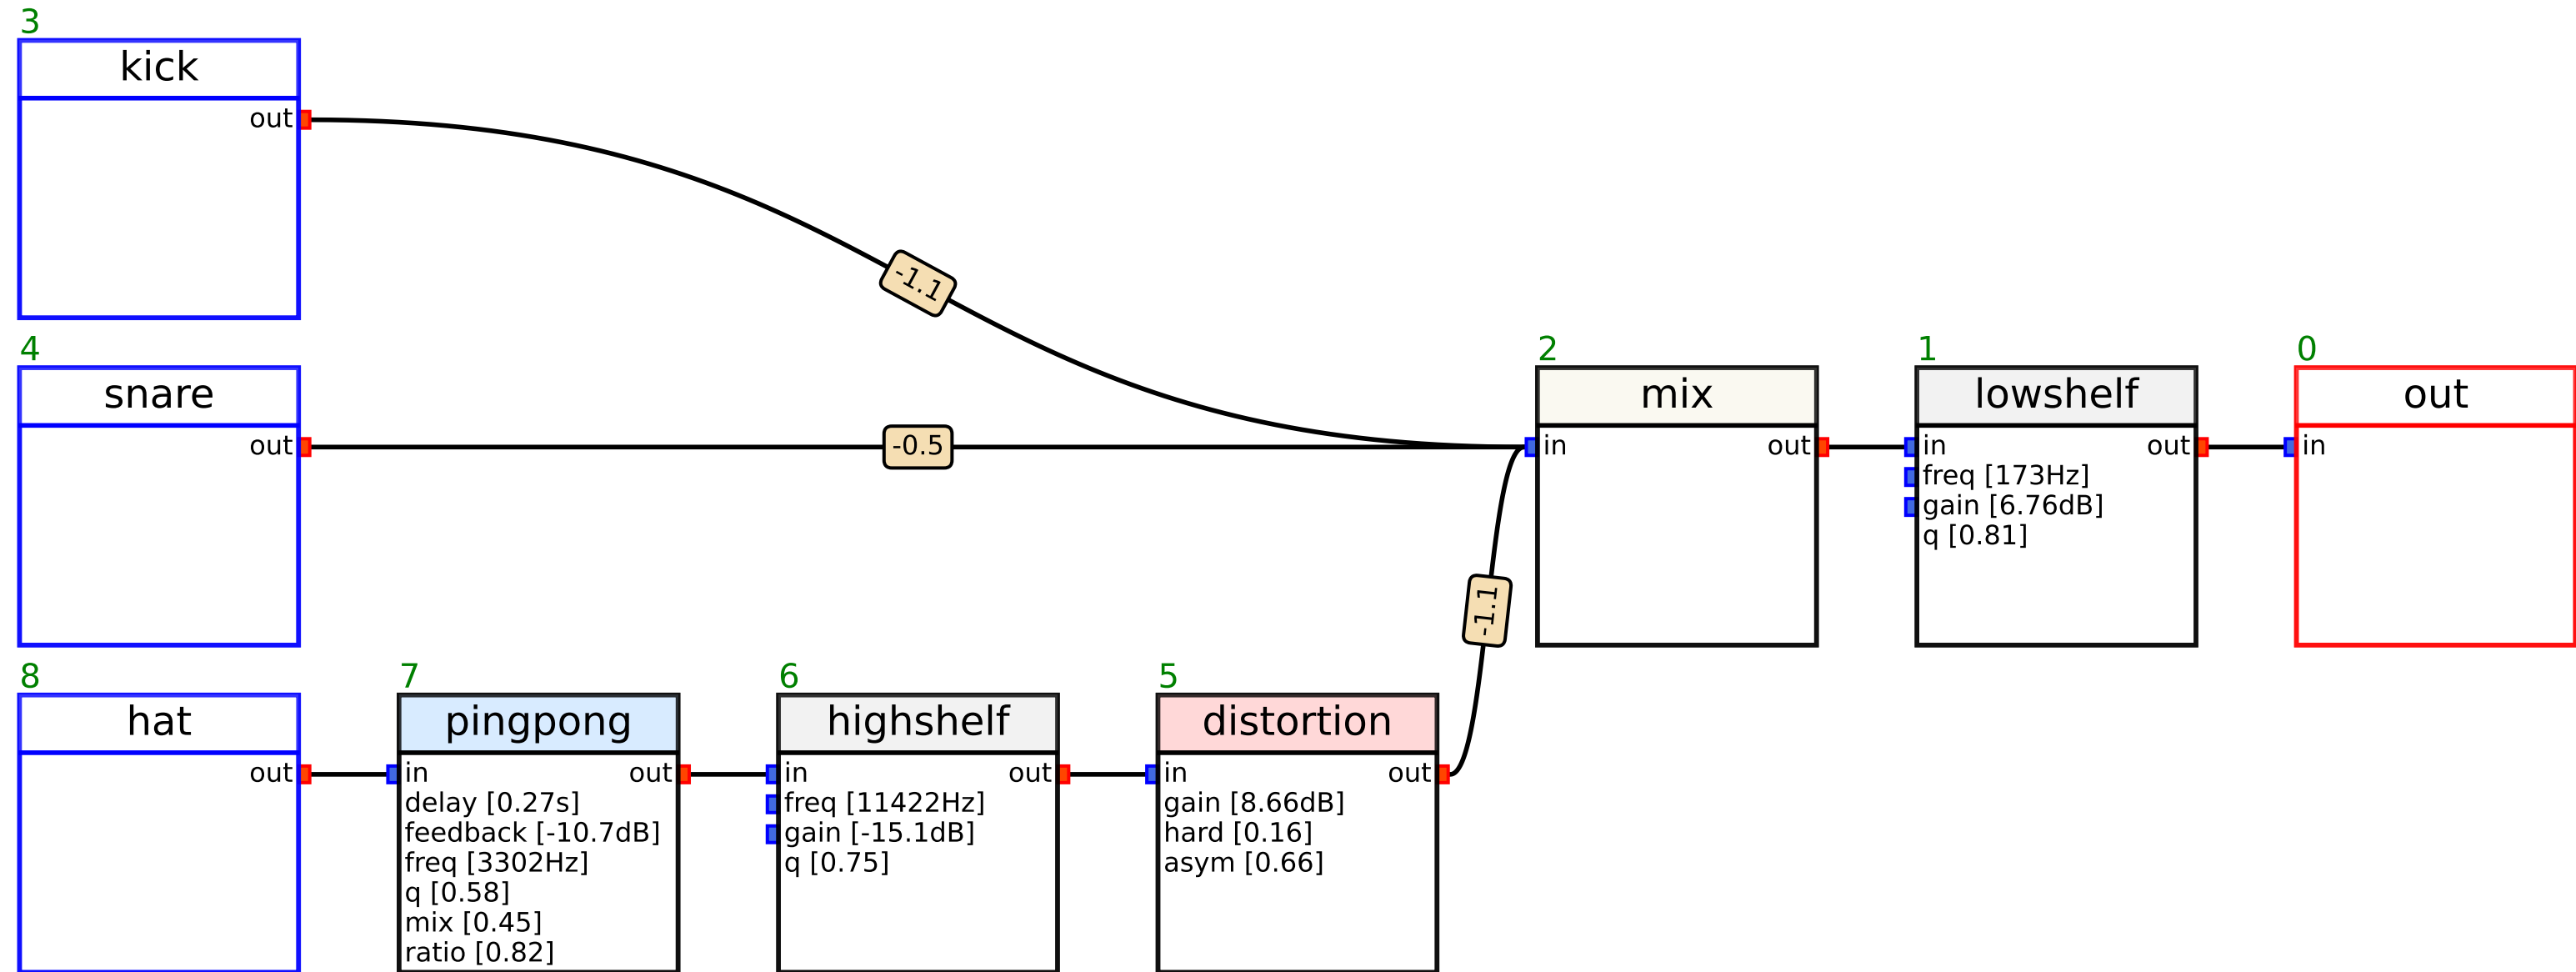 3
kick
out
-1.1
4
snare
out
-0.5
2
mix
in
out
1
lowshelf
in
out
freq [173Hz]
gain [6.76dB]
q [0.81]
0
out
in
-1.1
8
hat
out
7
pingpong
in
out
delay [0.27s]
feedback [-10.7dB]
freq [3302Hz]
q [0.58]
mix [0.45]
ratio [0.82]
6
highshelf
in
out
freq [11422Hz]
gain [-15.1dB]
q [0.75]
5
distortion
in
out
gain [8.66dB]
hard [0.16]
asym [0.66]